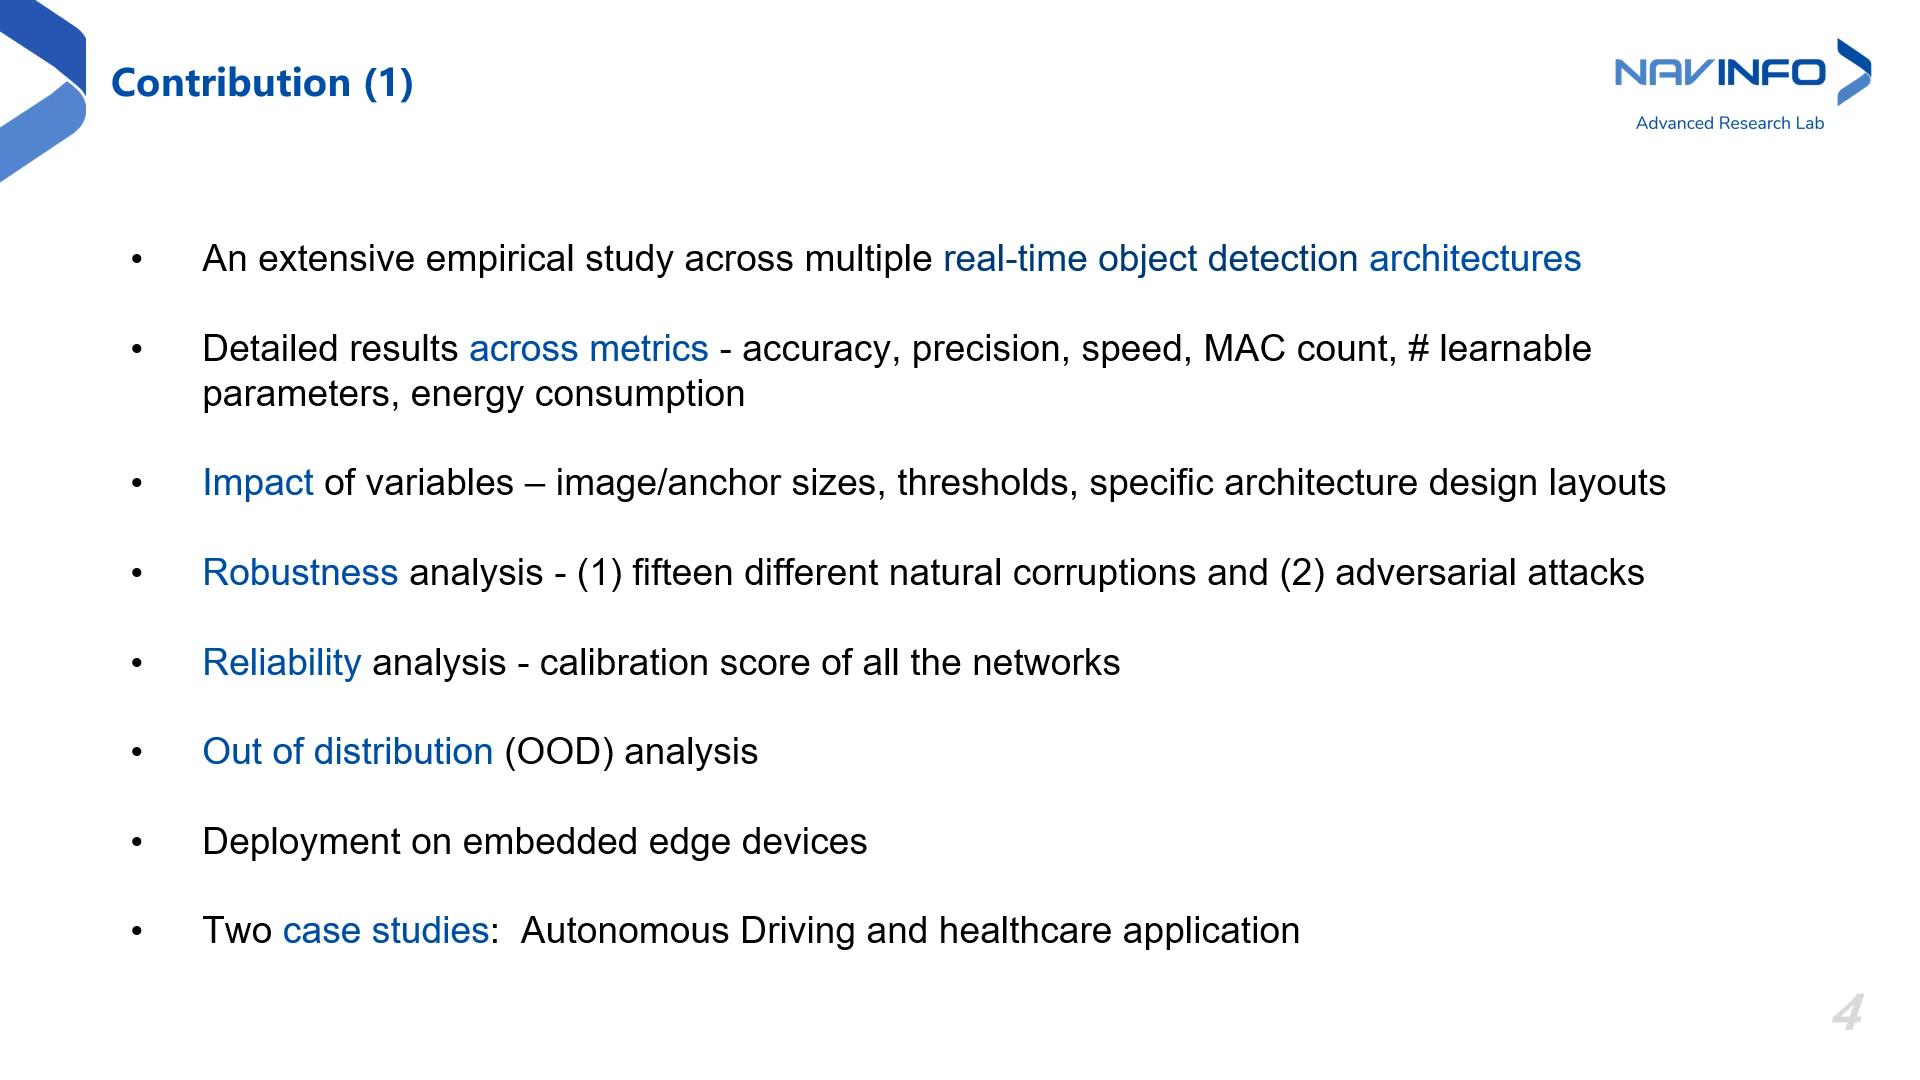 Contribution (1)
NAVINFO
Advanced Research Lab
• An extensive empirical study across multiple real-time object detection architectures
• Detailed results across metrics - accuracy, precision, speed, MAC count, # learnable
parameters, energy consumption
• Impact of variables – image/anchor sizes, thresholds, specific architecture design layouts
• Robustness analysis - (1) fifteen different natural corruptions and (2) adversarial attacks
• Reliability analysis - calibration score of all the networks
• Out of distribution (OOD) analysis
• Deployment on embedded edge devices
• Two case studies:  Autonomous Driving and healthcare application
4